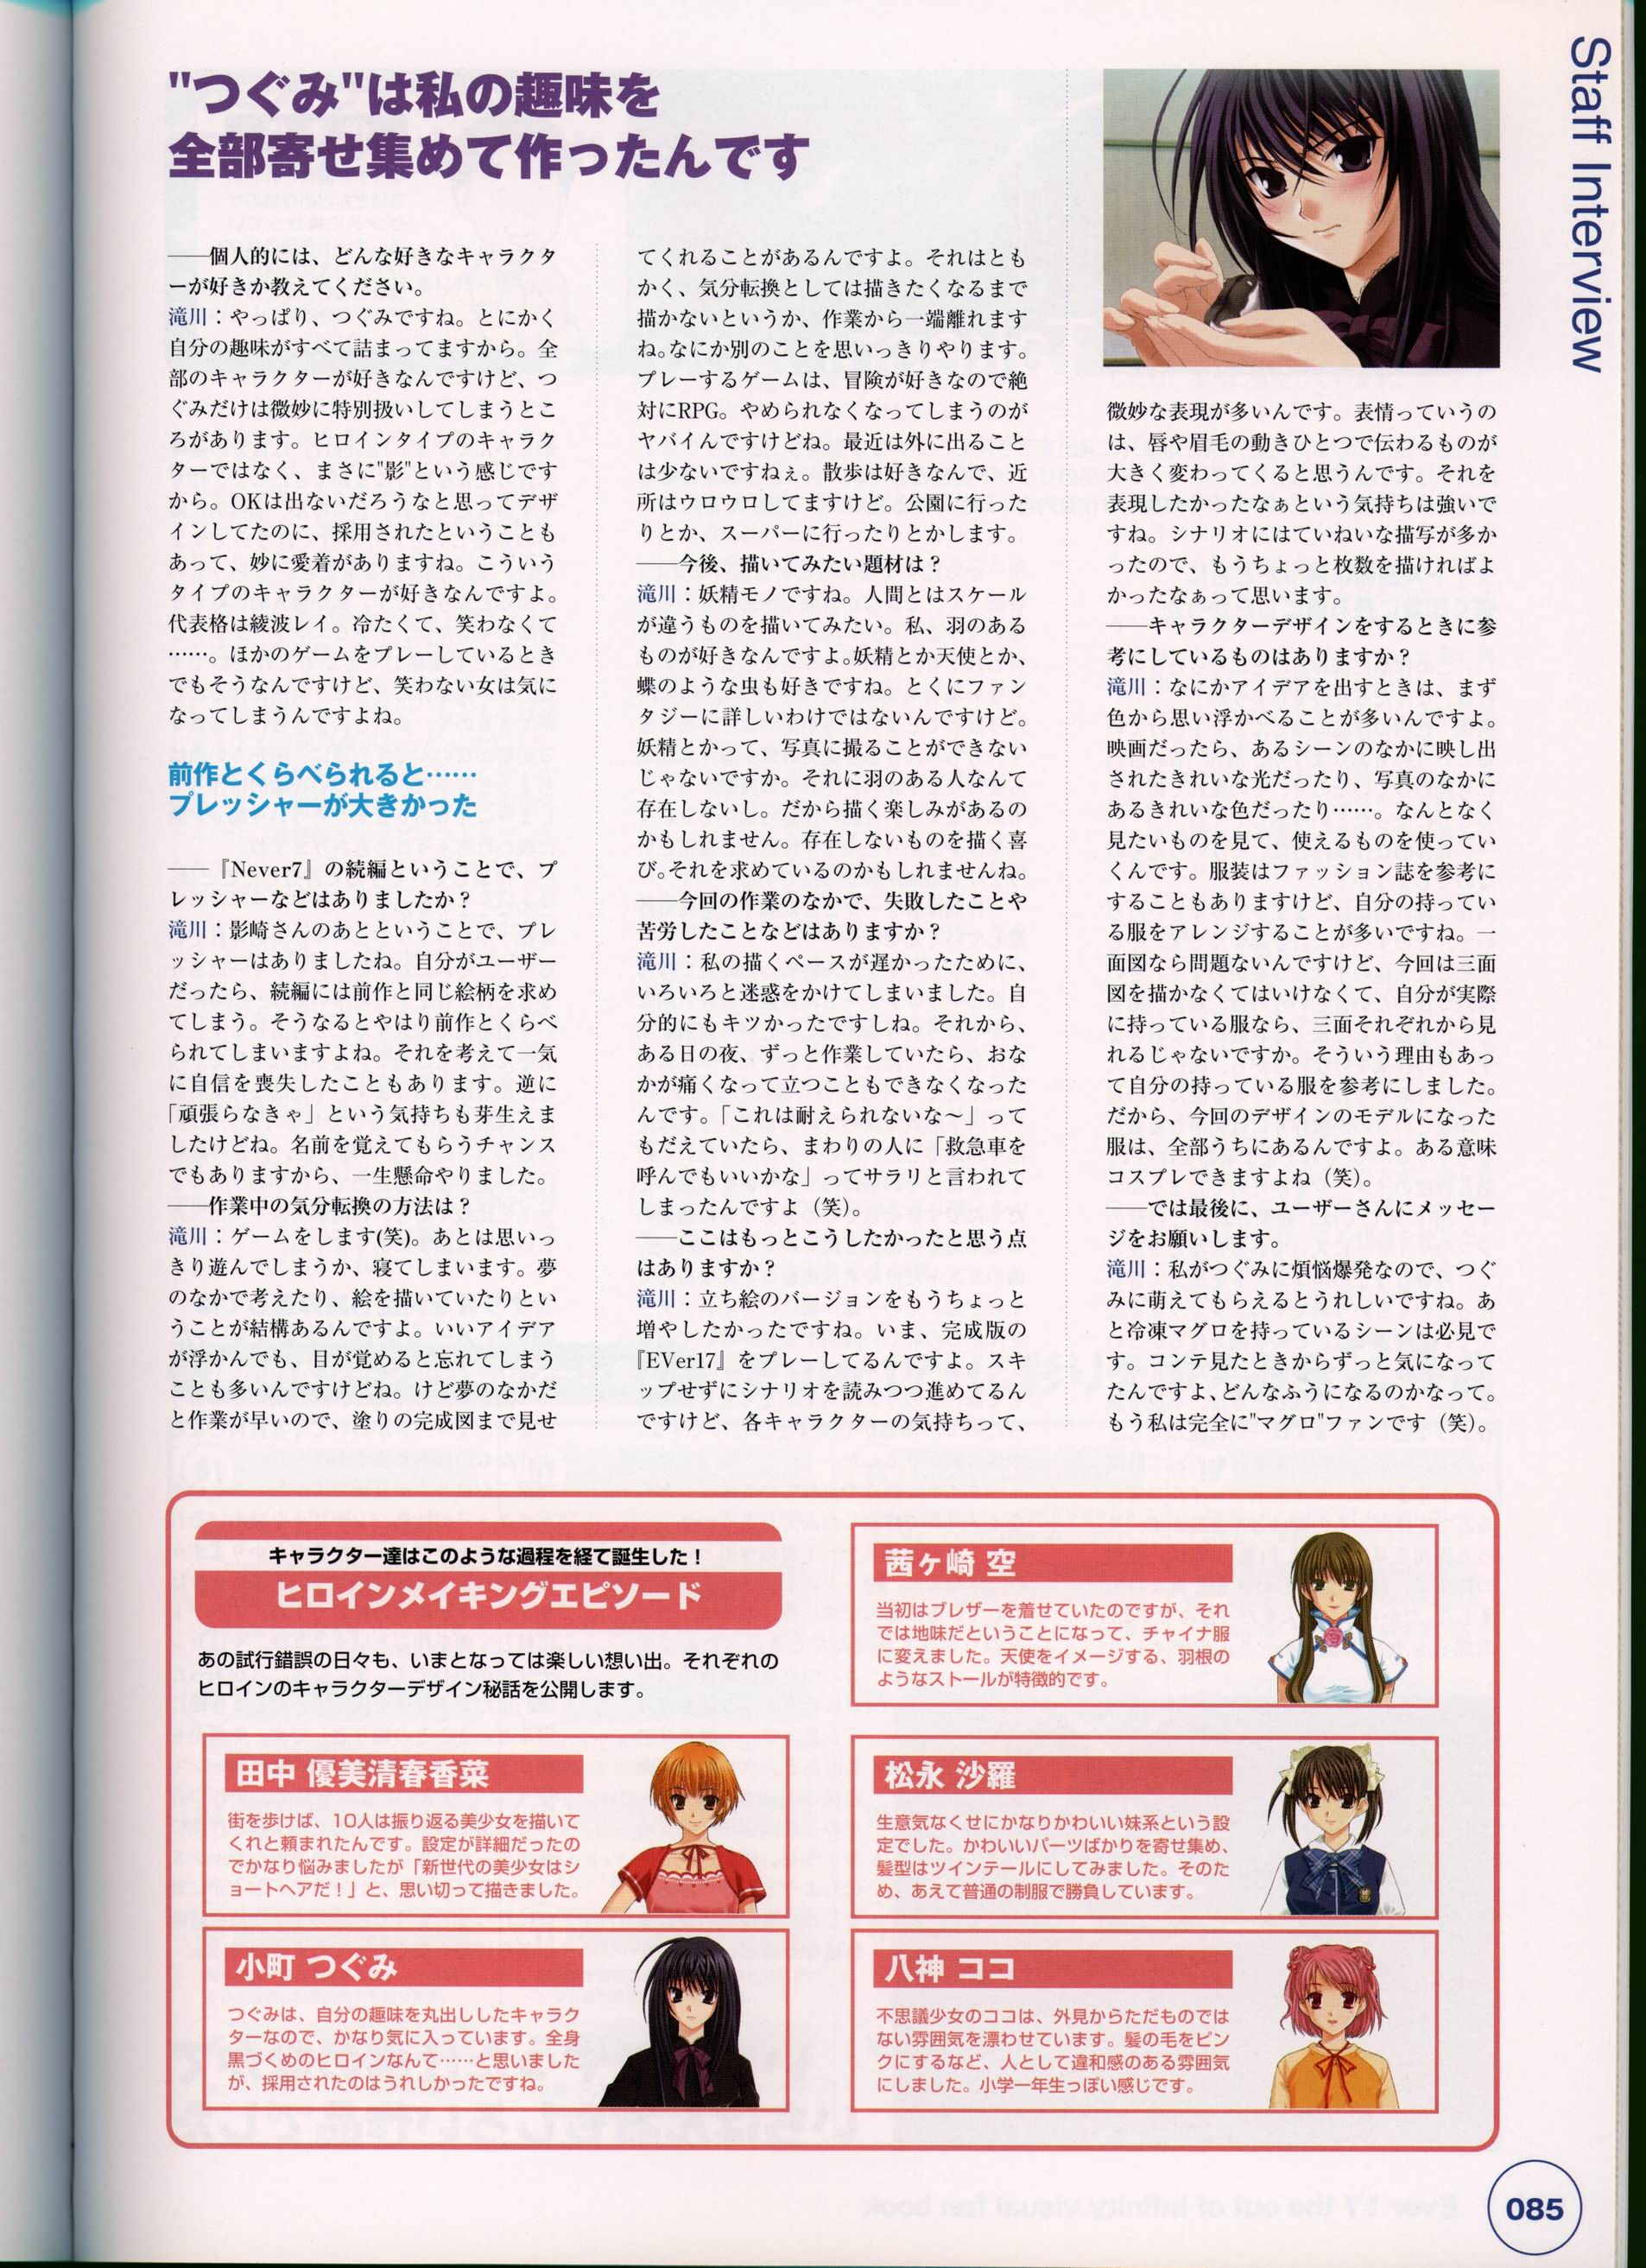 Staff Interview
"つぐみ"は私の趣味を
全部寄せ集めて作ったんです
――個人的には、どんな好きなキャラクタ
ーが好きか教えてください。
滝川：やっぱり、つぐみですね。とにかく
自分の趣味がすべて詰まってますから。全
部のキャラクターが好きなんですけど、つ
ぐみだけは微妙に特別扱いしてしまうとこ
ろがあります。ヒロインタイプのキャラク
ターではなく、まさに"影"という感じです
から。OKは出ないだろうなと思ってデザ
インしてたのに、採用されたということも
あって、妙に愛着がありますね。こういう
タイプのキャラクターが好きなんですよ。
代表格は綾波レイ。冷たくて、笑わなくて
……。ほかのゲームをプレーしているとき
でもそうなんですけど、笑わない女は気に
なってしまうんですよね。
前作とくらべられると……
プレッシャーが大きかった
――『Never7』の続編ということで、プ
レッシャーなどはありましたか？
滝川：影崎さんのあとということで、プレ
ッシャーはありましたね。自分がユーザー
だったら、続編には前作と同じ絵柄を求め
てしまう。そうなるとやはり前作とくらべ
られてしまいますよね。それを考えて一気
に自信を喪失したこともあります。逆に
「頑張らなきゃ」という気持ちも芽生えま
したけどね。名前を覚えてもらうチャンス
でもありますから、一生懸命やりました。
――作業中の気分転換の方法は？
滝川：ゲームをします(笑)。あとは思いっ
きり遊んでしまうか、寝てしまいます。夢
のなかで考えたり、絵を描いていたりとい
うことが結構あるんですよ。いいアイデア
が浮かんでも、目が覚めると忘れてしまう
ことも多いんですけどね。けど夢のなかだ
と作業が早いので、塗りの完成図まで見せ
てくれることがあるんですよ。それはとも
かく、気分転換としては描きたくなるまで
描かないというか、作業から一端離れます
ね。なにか別のことを思いっきりやります。
プレーするゲームは、冒険が好きなので絶
対にRPG。やめられなくなってしまうのが
ヤバイんですけどね。最近は外に出ること
は少ないですねぇ。散歩は好きなんで、近
所はウロウロしてますけど。公園に行った
りとか、スーパーに行ったりとかします。
――今後、描いてみたい題材は？
滝川：妖精モノですね。人間とはスケール
が違うものを描いてみたい。私、羽のある
ものが好きなんですよ。妖精とか天使とか、
蝶のような虫も好きですね。とくにファン
タジーに詳しいわけではないんですけど。
妖精とかって、写真に撮ることができない
じゃないですか。それに羽のある人なんて
存在しないし。だから描く楽しみがあるの
かもしれません。存在しないものを描く喜
び。それを求めているのかもしれませんね。
――今回の作業のなかで、失敗したことや
苦労したことなどはありますか？
滝川：私の描くペースが遅かったために、
いろいろと迷惑をかけてしまいました。自
分的にもキツかったですしね。それから、
ある日の夜、ずっと作業していたら、おな
かが痛くなって立つこともできなくなった
んです。「これは耐えられないな～」って
もだえていたら、まわりの人に「救急車を
呼んでもいいかな」ってサラリと言われて
しまったんですよ（笑）。
――ここはもっとこうしたかったと思う点
はありますか？
滝川：立ち絵のバージョンをもうちょっと
増やしたかったですね。いま、完成版の
『EVer17』をプレーしてるんですよ。スキ
ップせずにシナリオを読みつつ進めてるん
ですけど、各キャラクターの気持ちって、
微妙な表現が多いんです。表情っていうの
は、唇や眉毛の動きひとつで伝わるものが
大きく変わってくると思うんです。それを
表現したかったなぁという気持ちは強いで
すね。シナリオにはていねいな描写が多か
ったので、もうちょっと枚数を描ければよ
かったなぁって思います。
――キャラクターデザインをするときに参
考にしているものはありますか？
滝川：なにかアイデアを出すときは、まず
色から思い浮かべることが多いんですよ。
映画だったら、あるシーンのなかに映し出
されたきれいな光だったり、写真のなかに
あるきれいな色だったり……。なんとなく
見たいものを見て、使えるものを使ってい
くんです。服装はファッション誌を参考に
することもありますけど、自分の持ってい
る服をアレンジすることが多いですね。一
面図なら問題ないんですけど、今回は三面
図を描かなくてはいけなくて、自分が実際
に持っている服なら、三面それぞれから見
れるじゃないですか。そういう理由もあっ
て自分の持っている服を参考にしました。
だから、今回のデザインのモデルになった
服は、全部うちにあるんですよ。ある意味
コスプレできますよね（笑）。
――では最後に、ユーザーさんにメッセー
ジをお願いします。
滝川：私がつぐみに煩悩爆発なので、つぐ
みに萌えてもらえるとうれしいですね。あ
と冷凍マグロを持っているシーンは必見で
す。コンテ見たときからずっと気になって
たんですよ、どんなふうになるのかなって。
もう私は完全に"マグロ"ファンです（笑）。
キャラクター達はこのような過程を経て誕生した！
ヒロインメイキングエピソード
あの試行錯誤の日々も、いまとなっては楽しい想い出。それぞれの
ヒロインのキャラクターデザイン秘話を公開します。
茜ヶ崎 空
当初はブレザーを着せていたのですが、それ
では地味だということになって、チャイナ服
に変えました。天使をイメージする、羽根の
ようなストールが特徴的です。
田中 優美清春香菜
街を歩けば、10人は振り返る美少女を描いて
くれと頼まれたんです。設定が詳細だったの
でかなり悩みましたが「新世代の美少女はシ
ョートヘアだ！」と、思い切って描きました。
松永 沙羅
生意気なくせにかなりかわいい妹系という設
定でした。かわいいパーツばかりを寄せ集め、
髪型はツインテールにしてみました。そのた
め、あえて普通の制服で勝負しています。
小町 つぐみ
つぐみは、自分の趣味を丸出ししたキャラク
ターなので、かなり気に入っています。全身
黒づくめのヒロインなんて……と思いました
が、採用されたのはうれしかったですね。
八神 ココ
不思議少女のココは、外見からただものでは
ない雰囲気を漂わせています。髪の毛をピン
クにするなど、人として違和感のある雰囲気
にしました。小学一年生っぽい感じです。
085